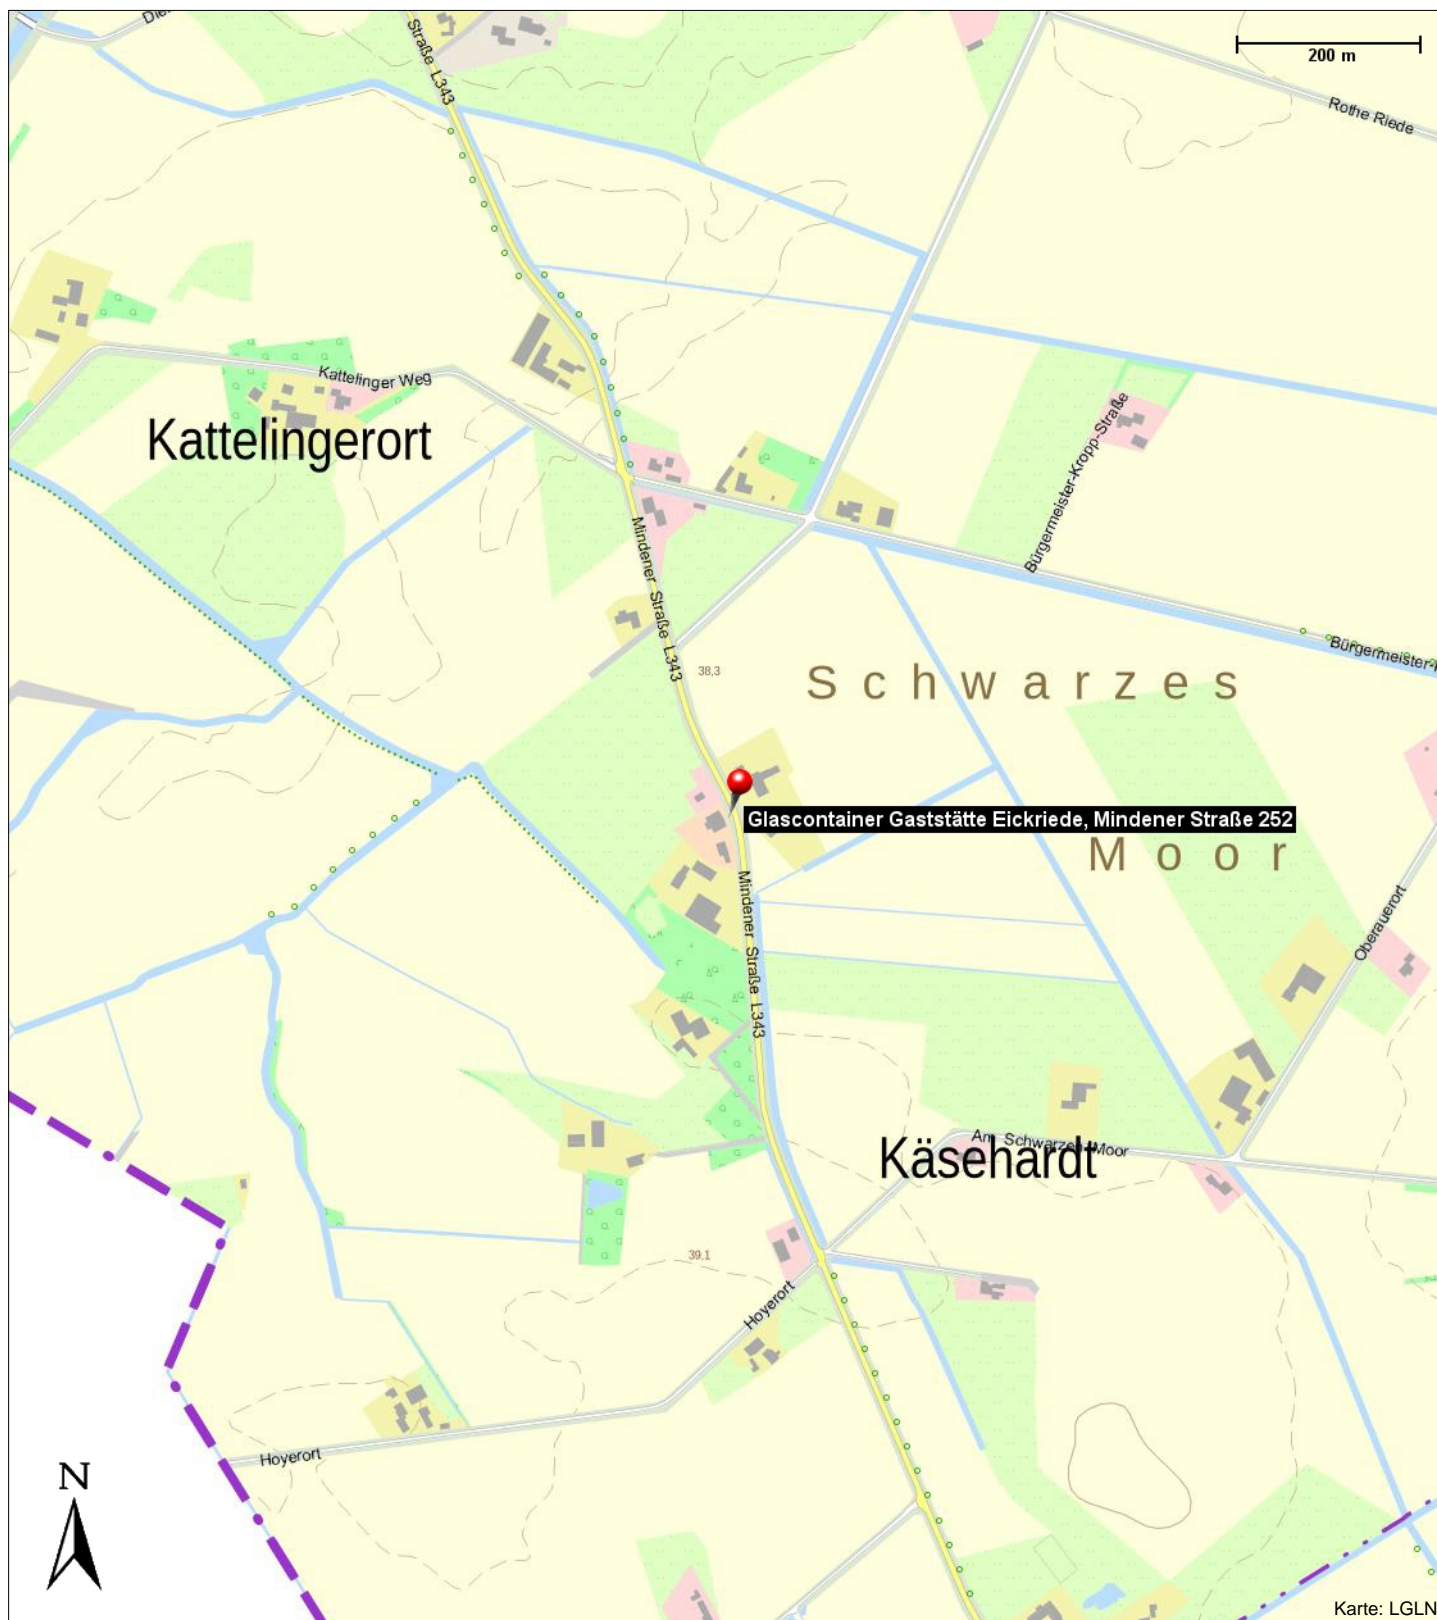 Die
Straße L343
200 m
Rothe Riede
Kattelinger Weg
Kattelingerort
Bürgermeister-Kropp-Straße
Mindener Straße L343
Bürgermeister-K
38,3
Schwarzes
Glascontainer Gaststätte Eickriede, Mindener Straße 252
Moor
Mindener Straße L343
Oberauerort
Am Schwarzen Moor
Käsehardt
39,1
Hoyerort
Hoyerort
N
Karte: LGLN